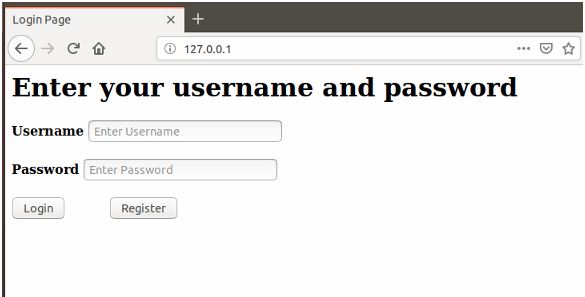 Login Page
127.0.0.1
Enter your username and password
Username Enter Username
Password Enter Password
Login Register